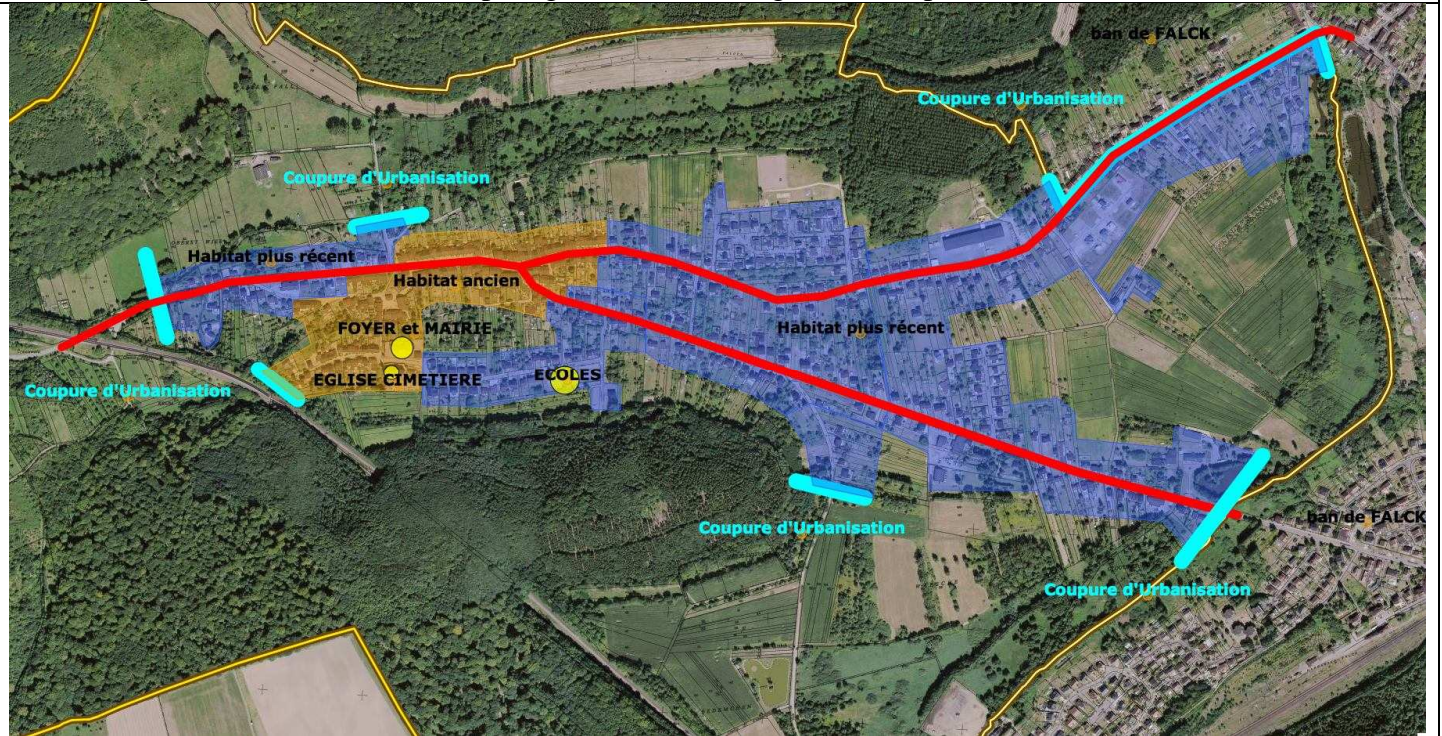 ban de FALCK
Coupure d'Urbanisation
Coupure d'Urbanisation
Habitat plus récent
Habitat ancien
FOYER et MAIRIE
Habitat plus récent
ECOLES
EGLISE CIMETIERE
Coupure d'Urbanisation
ban de FALCK
Coupure d'Urbanisation
Coupure d'Urbanisation